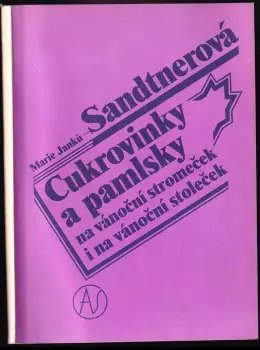 Marie Janků
Sandtnerová
Cukrovinky
a pamlsky
na vánoční stromeček
i na vánoční stoleček
AS